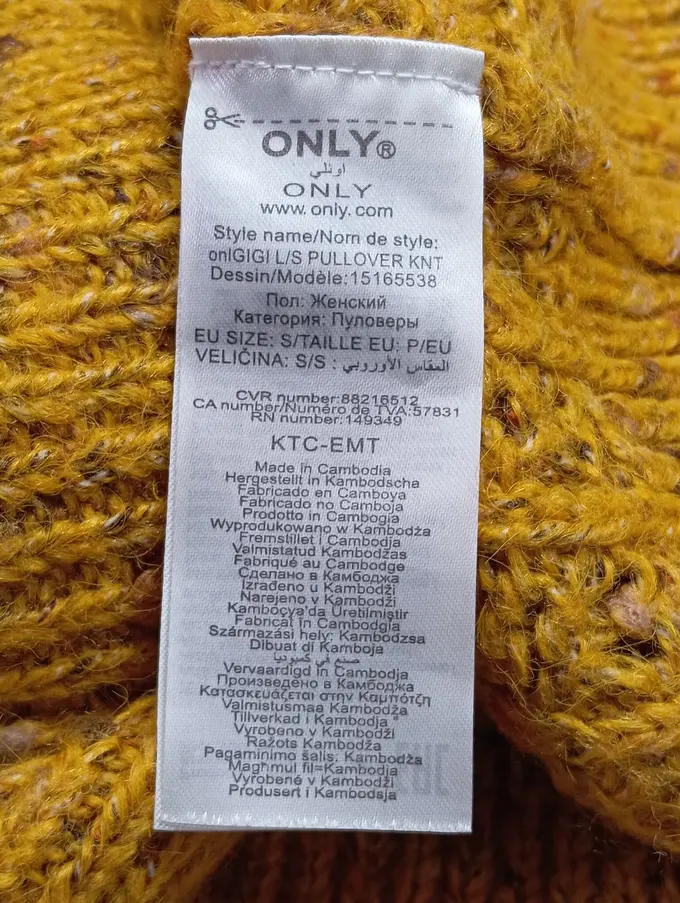 ONLY®
اونلي
ONLY
www.only.com
Style name/Nom de style:
onlGIGI L/S PULLOVER KNT
Dessin/Modèle:15165538
Пол: Женский
Категория: Пуловеры
EU SIZE: S/TAILLE EU: P/EU
VELIČINA: S/S : المقاس الأوروبي
CVR number:88216512
CA number/Numéro de TVA:57831
RN number:149349
KTC-EMT
Made in Cambodia
Hergestellt in Kambodscha
Fabricado en Camboya
Fabricado no Camboja
Prodotto in Cambogia
Wyprodukowano w Kambodża
Fremstillet i Cambodja
Valmistatud Kambodžas
Fabriqué au Cambodge
Сделано в Камбоджа
Izrađeno u Kambodži
Narejeno v Kambodži
Kamboçya'da Üretilmiştir
Fabricat în Cambodgia
Származási hely: Kambodzsa
Dibuat di Kamboja
صنع في كمبوديا
Vervaardigd in Cambodja
Произведено в Камбоджа
Κατασκευάζεται στην Καμπότζη
Valmistusmaa Kambodža
Tillverkad i Kambodja
Vyrobeno v Kambodži
Ražots Kambodža
Pagaminimo šalis: Kambodža
Magħmul fil=Kambodja
Vyrobené v Kambodži
Produsert i Kambodsja